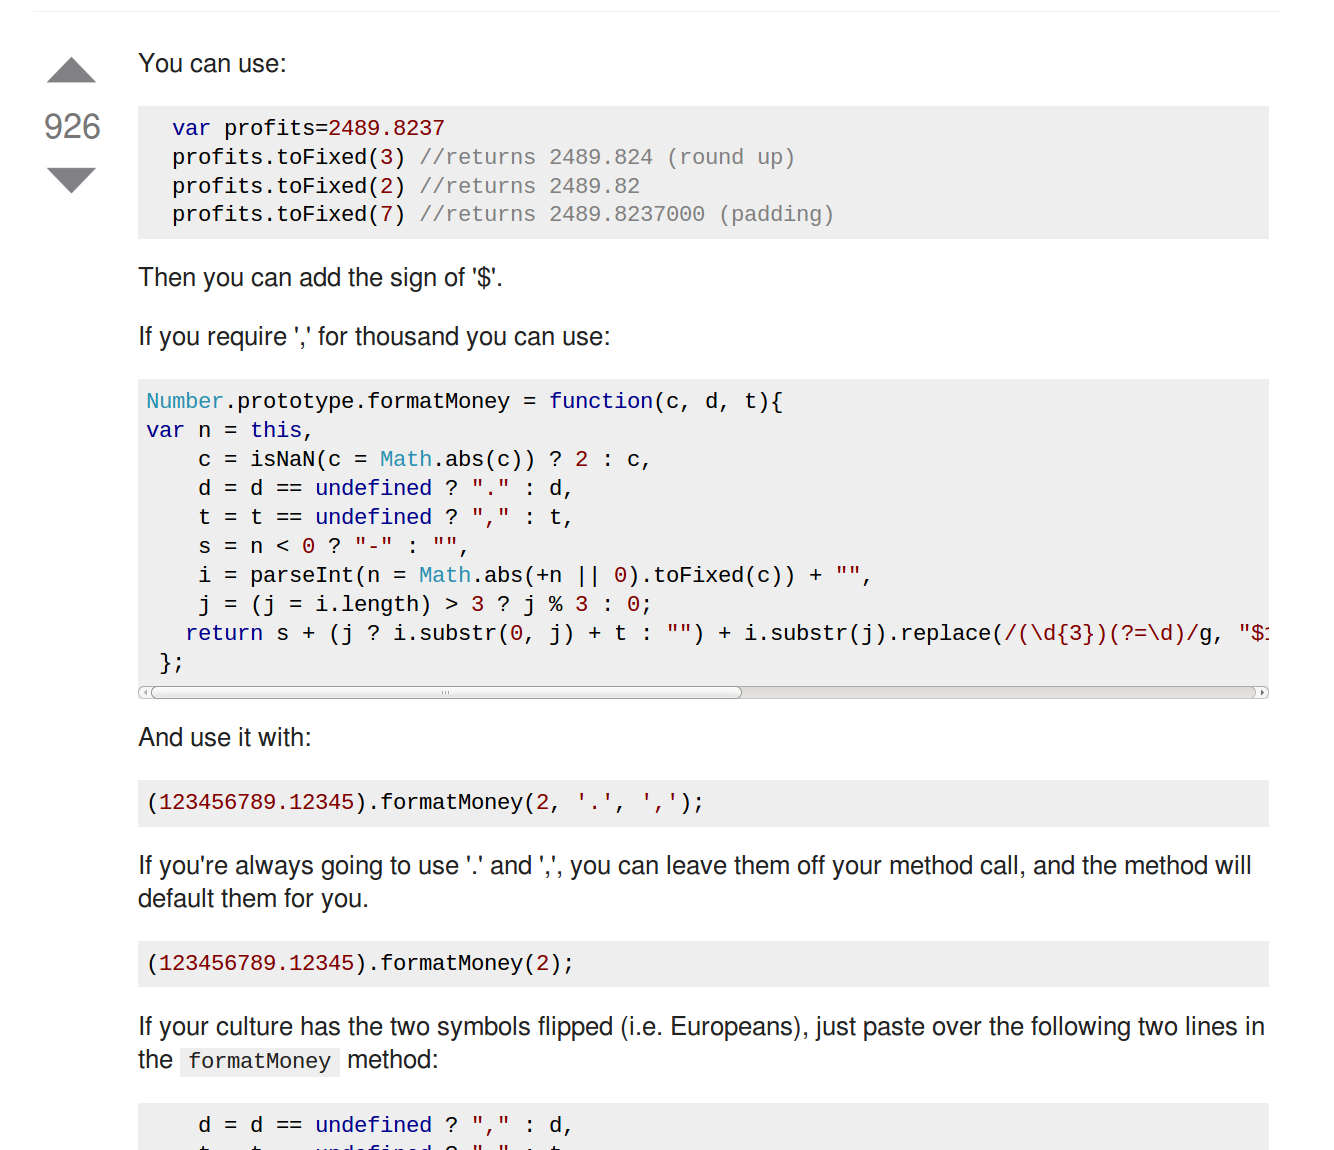 You can use:
926
var profits=2489.8237
profits.toFixed(3) //returns 2489.824 (round up)
profits.toFixed(2) //returns 2489.82
profits.toFixed(7) //returns 2489.8237000 (padding)
Then you can add the sign of '$'.
If you require ',' for thousand you can use:
Number.prototype.formatMoney = function(c, d, t){
var n = this,
    c = isNaN(c = Math.abs(c)) ? 2 : c,
    d = d == undefined ? "." : d,
    t = t == undefined ? "," : t,
    s = n < 0 ? "-" : "",
    i = parseInt(n = Math.abs(+n || 0).toFixed(c)) + "",
    j = (j = i.length) > 3 ? j % 3 : 0;
   return s + (j ? i.substr(0, j) + t : "") + i.substr(j).replace(/(\d{3})(?=\d)/g, "$1
 };
And use it with:
(123456789.12345).formatMoney(2, '.', ',');
If you're always going to use '.' and ',', you can leave them off your method call, and the method will
default them for you.
(123456789.12345).formatMoney(2);
If your culture has the two symbols flipped (i.e. Europeans), just paste over the following two lines in
the formatMoney method:
    d = d == undefined ? "," : d,